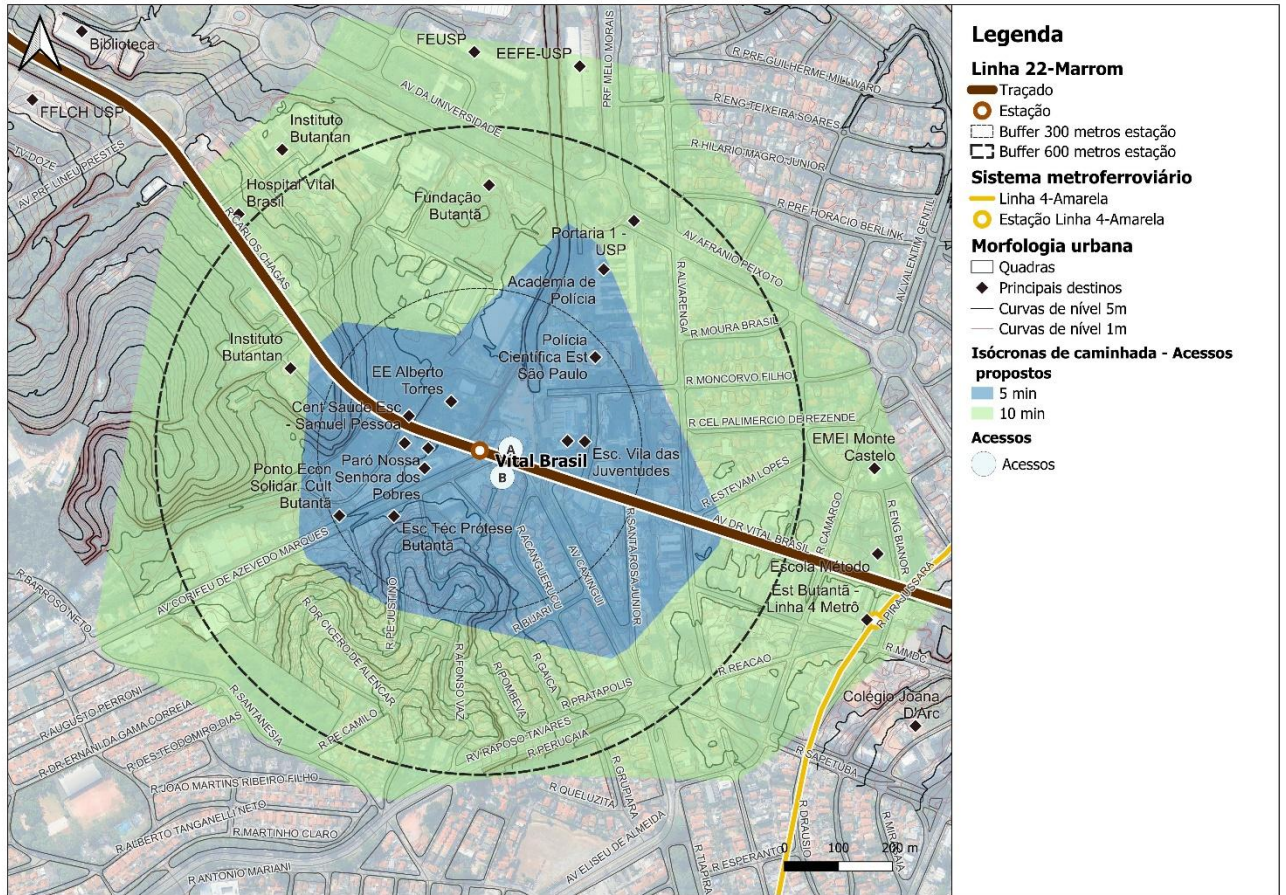 Biblioteca
FFLCH USP
TV DOZE
AV PRF LINEU PRESTES
FEUSP
EEFE-USP
PRF MELO MORAIS
AV DA UNIVERSIDADE
R PRF GUILHERME MILLWARD
R ENG TEIXEIRA SOARES
R HILARIO MAGRO JUNIOR
R PRF HORACIO BERLINK
AV VALENTIM GENTIL
AV AFRANIO PEIXOTO
R ALVARENGA
Instituto
Butantan
Hospital Vital
Brasil
R CARLOS CHAGAS
Fundação
Butantã
Portaria 1 -
USP
Academia de
Polícia
Polícia
Científica Est
São Paulo
R MOURA BRASIL
R MONCORVO FILHO
R CEL PALIMERCIO DE REZENDE
Instituto
Butantan
EE Alberto
Torres
Cent Saúde Esc
- Samuel Pessoa
Paró Nossa
Senhora dos
Pobres
Ponto Econ
Solidar. Cult
Butantã
Esc Téc Prótese
Butantã
A
Vital Brasil
B
Esc. Vila das
Juventudes
EMEI Monte
Castelo
R ESTEVAM LOPES
R CAMARGO
R ENG BIANOR
AV DR VITAL BRASIL
Escola Método
Est Butantã -
Linha 4 Metrô
R PIRAJUSSARA
R MMDC
Colégio Joana
D'Arc
R SANTA ROSA JUNIOR
AV CAXINGUI
R ACANGUERUCU
R BIJARI
AV CORIFEU DE AZEVEDO MARQUES
R BARROSO NETO
R PE JUSTINO
R DR CICERO DE ALENCAR
R AFONSO VAZ
R POMBEVA
R GAICA
R PRATAPOLIS
R REACAO
RV RAPOSO TAVARES
R PERUCAIA
R PE CAMILO
R SANTANESIA
R AUGUSTO PERRONI
R DR ERNANI DA GAMA CORREIA
R DES TEODOMIRO DIAS
R JOAO MARTINS RIBEIRO FILHO
R ALBERTO TANGANELLI NETO
R MARTINHO CLARO
R ANTONIO MARIANI
R QUELUZITA
R GRUPIARA
AV ELISEU DE ALMEIDA
R TIAPIRA
R ESPERANTO
R DRAUSIO
R SAPETUBA
0 100 200 m
Legenda
Linha 22-Marrom
Traçado
Estação
Buffer 300 metros estação
Buffer 600 metros estação
Sistema metroferroviário
Linha 4-Amarela
Estação Linha 4-Amarela
Morfologia urbana
Quadras
Principais destinos
Curvas de nível 5m
Curvas de nível 1m
Isócronas de caminhada - Acessos
propostos
5 min
10 min
Acessos
Acessos